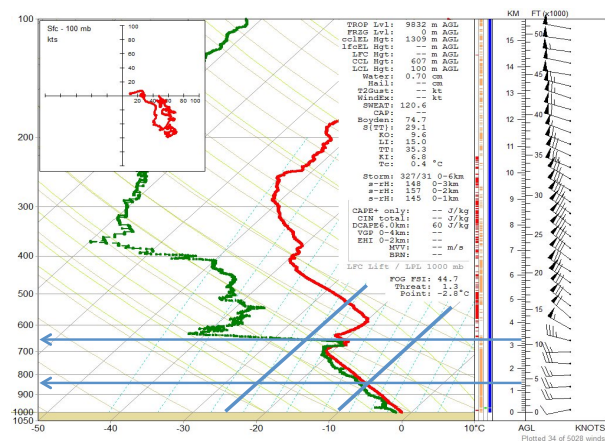 Sfc - 100 mb
kts
100
80
60
40
20
20 40 60 80 100
20
40
60
80
100
100
200
300
400
500
600
700
800
900
1000
1050
-50 -40 -30 -20 -10 0 10°C
TROP Lvl: 9832 m AGL
FRZG Lvl: 0 m AGL
cclEL Hgt: 1309 m AGL
lfcEL Hgt: -- m AGL
LFC Hgt: -- m AGL
CCL Hgt: 607 m AGL
LCL Hgt: 100 m AGL
Water: 0.70 cm
Hail: -- cm
T2Gust: -- kt
WindEx: -- kt
SWEAT: 120.6
CAP: --
Boyden: 74.7
S{TT}: 29.1
KO: 9.6
LI: 15.0
TT: 35.3
KI: 6.8
Tc: 0.4 °C
Storm: 327/31 0-6km
s-rH: 148 0-3km
s-rH: 157 0-2km
s-rH: 145 0-1km
CAPE+ only: -- J/kg
CIN total: -- J/kg
DCAPE6.0km: 60 J/kg
VGP 0-4km: --
EHI 0-2km: --
MVV: -- m/s
BRN: --
LFC Lift / LPL 1000 mb
FOG FSI: 44.7
Threat: 1.3
Point: -2.8°C
KM FT (x1000)
15
14
13
12
11
10
9
8
7
6
5
4
3
2
1
0
50
45
40
35
30
25
20
15
10
5
0
AGL KNOTS
Plotted 34 of 5028 winds